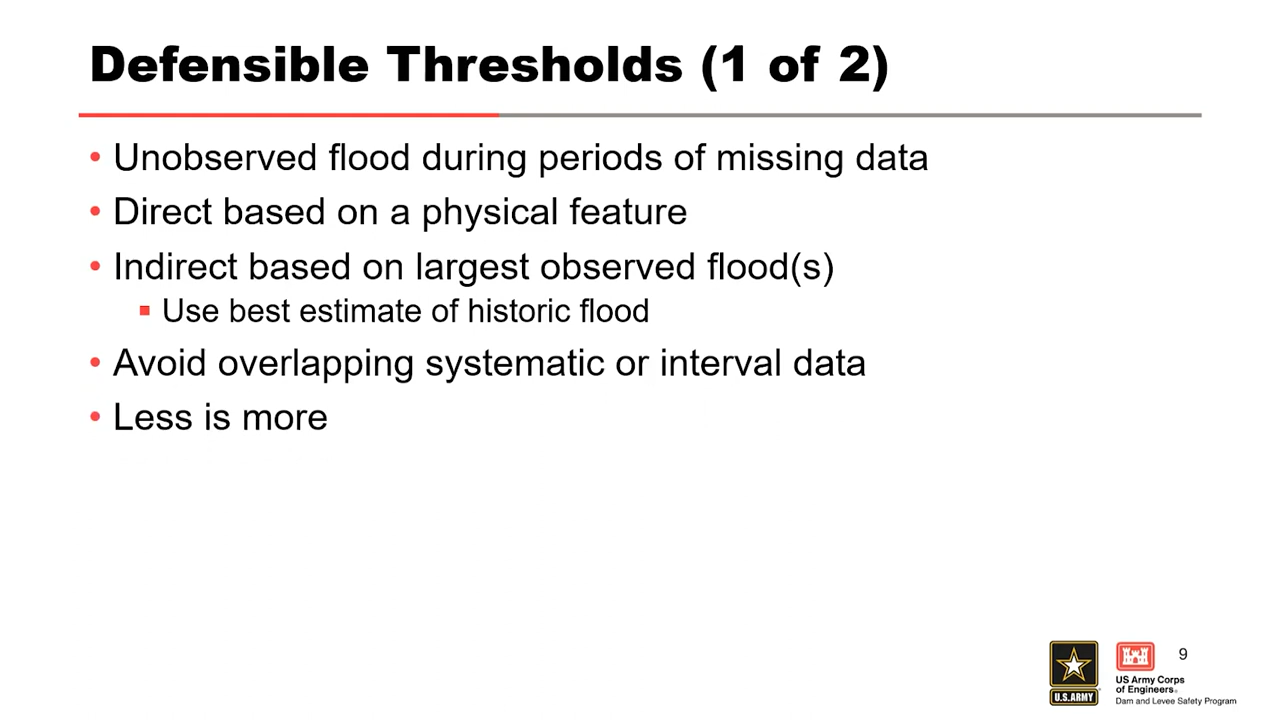 Defensible Thresholds (1 of 2)
• Unobserved flood during periods of missing data
• Direct based on a physical feature
• Indirect based on largest observed flood(s)
▪ Use best estimate of historic flood
• Avoid overlapping systematic or interval data
• Less is more
U.S.ARMY
US Army Corps
of Engineers®
Dam and Levee Safety Program
9